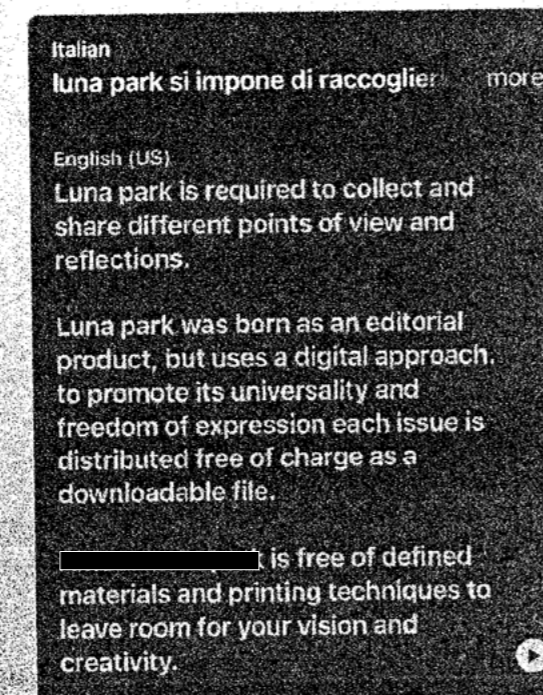 Italian
luna park si impone di raccoglier more
English (US)
Luna park is required to collect and
share different points of view and
reflections.
Luna park was born as an editorial
product, but uses a digital approach.
to promote its universality and
freedom of expression each issue is
distributed free of charge as a
downloadable file.
is free of defined
materials and printing techniques to
leave room for your vision and
creativity.